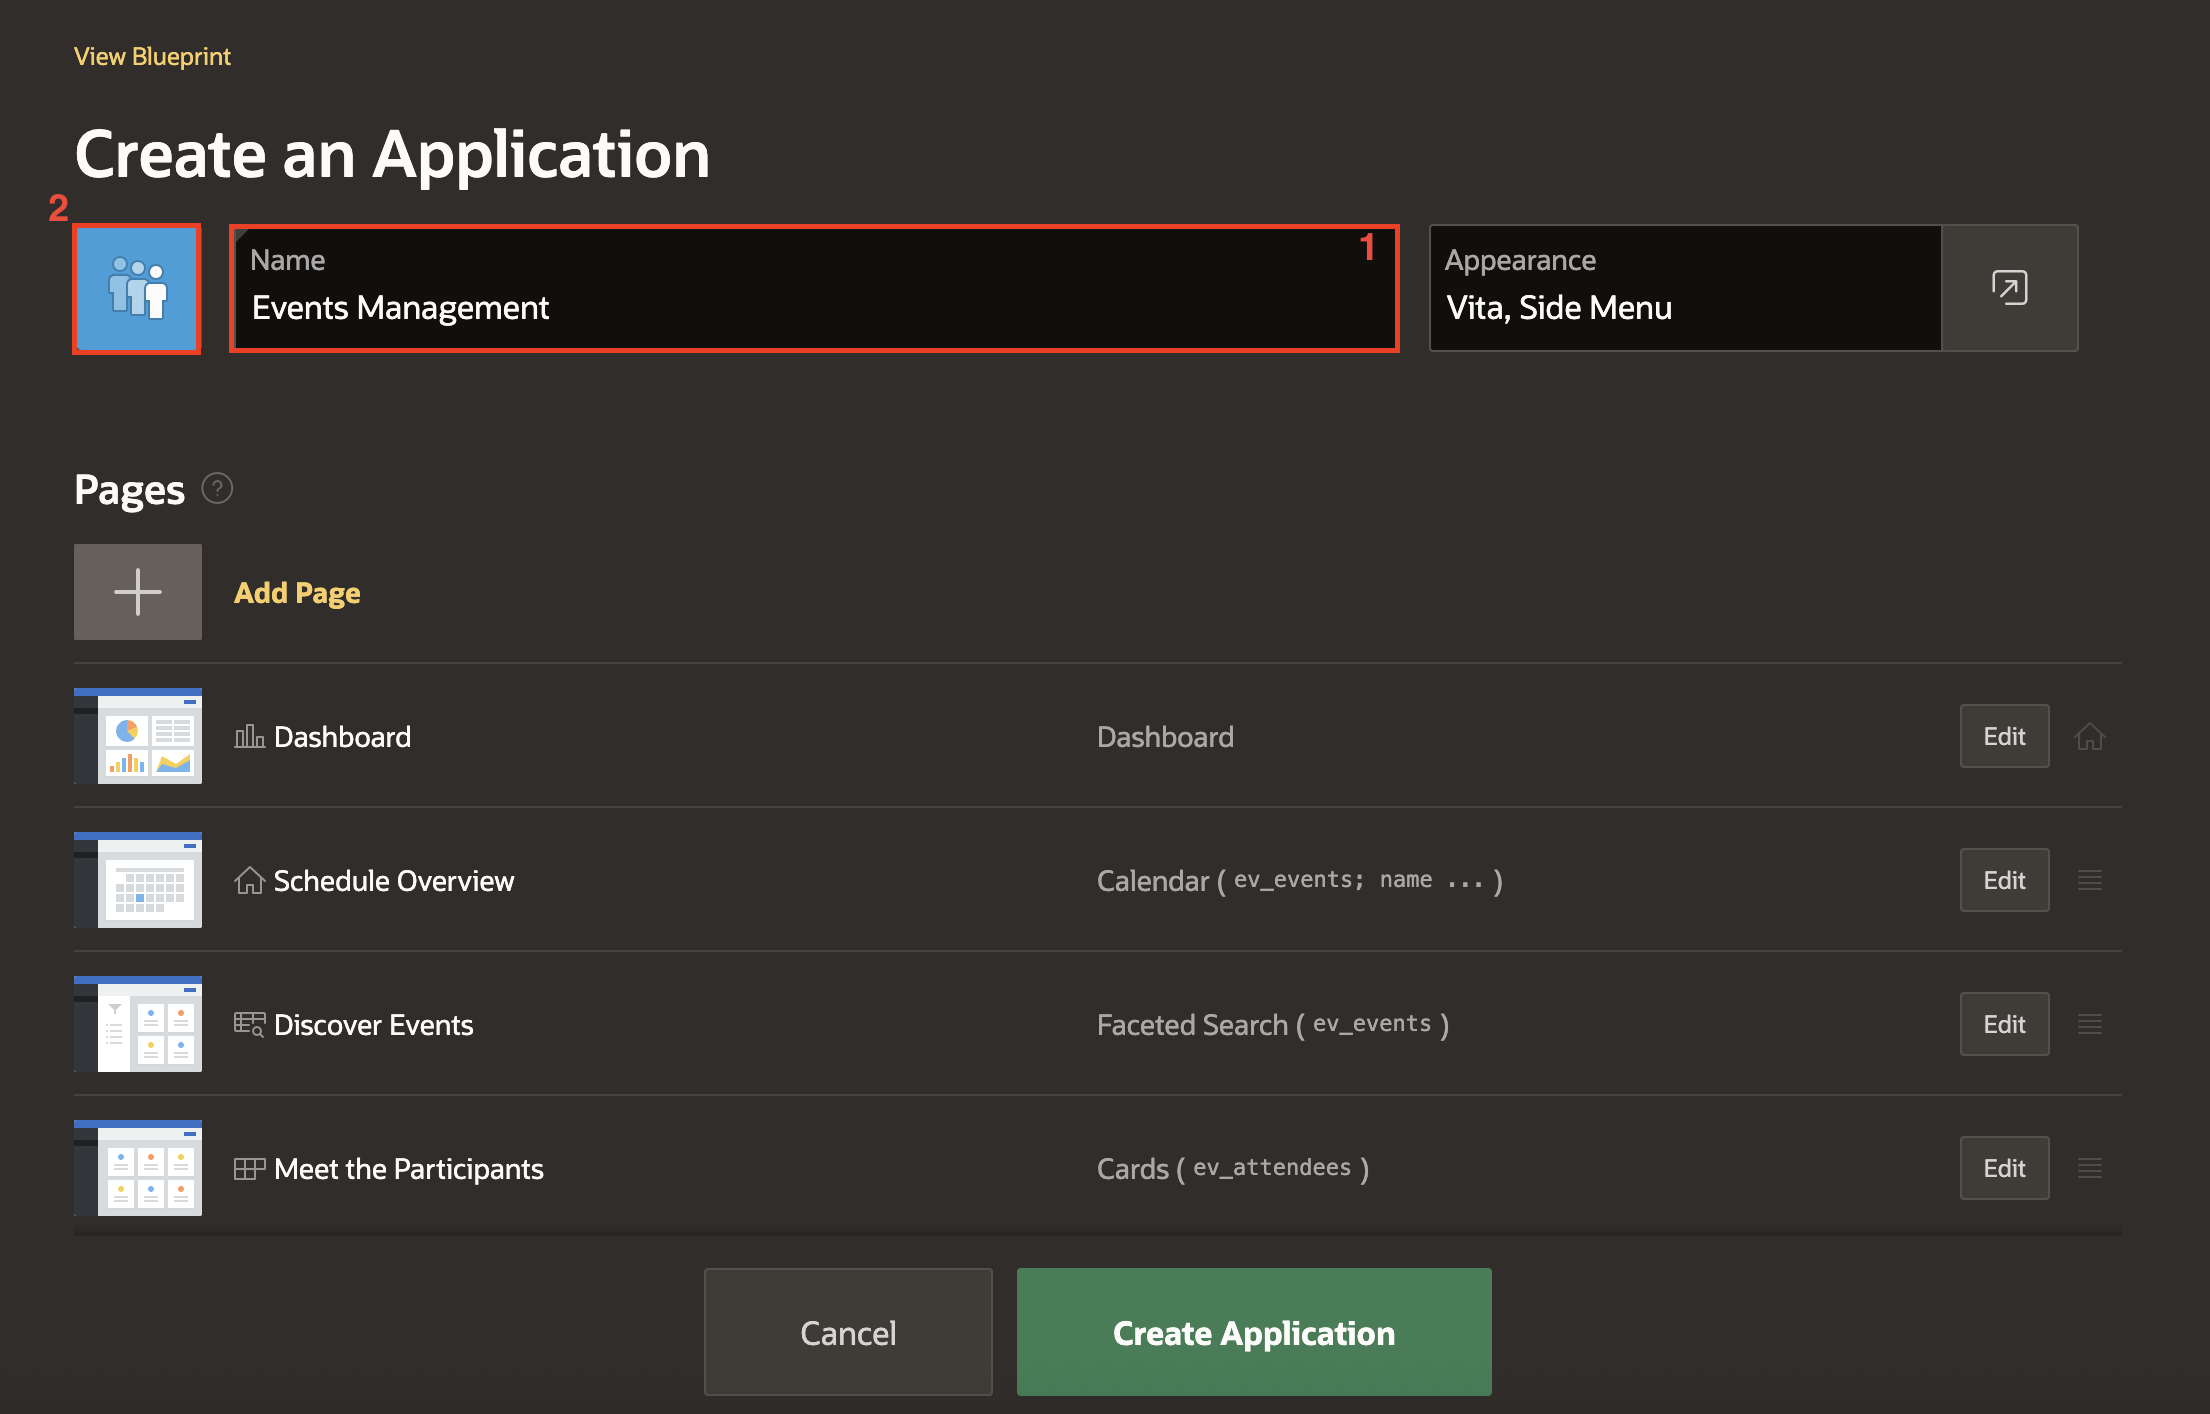 View Blueprint
Create an Application
2
Name
1
Events Management
Appearance
Vita, Side Menu
Pages ?
Add Page
Dashboard Dashboard Edit
Schedule Overview Calendar ( ev_events; name ... ) Edit
Discover Events Faceted Search ( ev_events ) Edit
Meet the Participants Cards ( ev_attendees ) Edit
Cancel Create Application